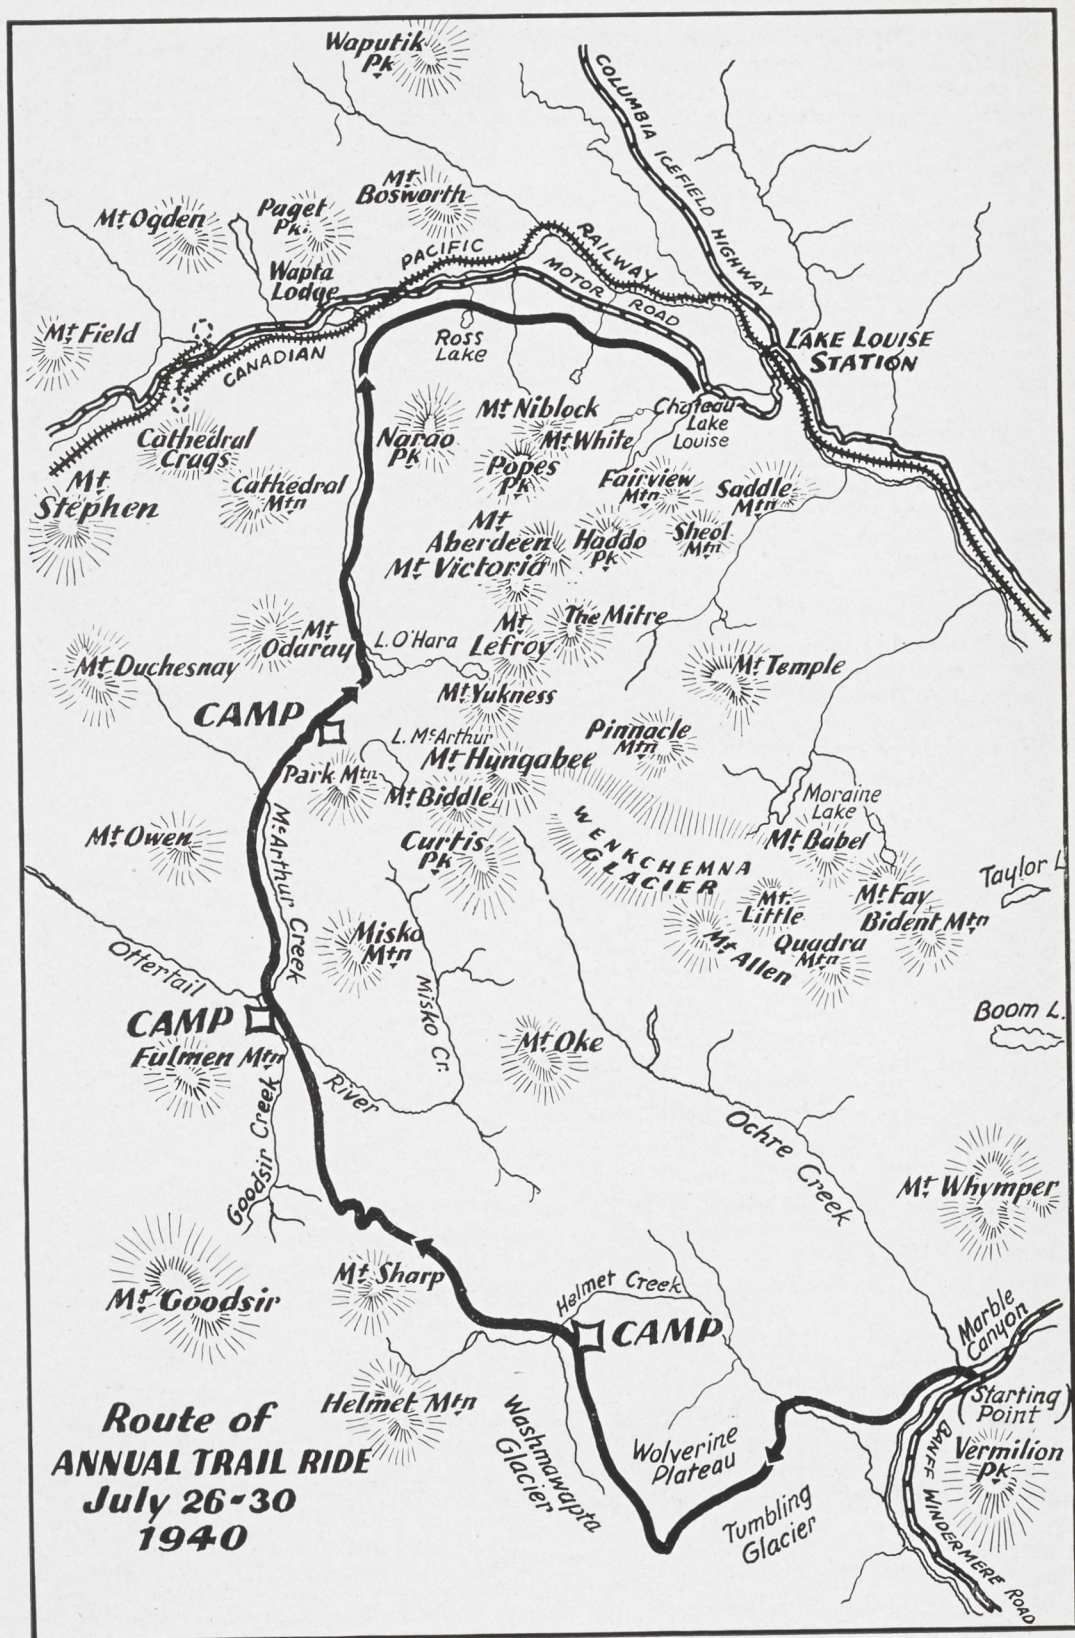 Waputik
Pk
COLUMBIA ICEFIELD HIGHWAY
Mt
Bosworth
Mt Ogden
Paget
Pk.
PACIFIC
RAILWAY
Wapta
Lodge
MOTOR ROAD
Mt Field
CANADIAN
Ross
Lake
LAKE LOUISE
STATION
Cathedral
Crags
Narao
Pk
Mt Niblock
Mt White
Chateau
Lake
Louise
Popes
Pk
Mt
Stephen
Cathedral
Mtn
Fairview
Mtn
Saddle
Mtn
Mt
Aberdeen
Haddo
Pk
Sheol
Mtn
Mt Victoria
Mt
Odaray
L. O'Hara
Mt
Lefroy
The Mitre
Mt Duchesnay
Mt Temple
Mt Yukness
CAMP
L. McArthur
Pinnacle
Mtn
Mt Hungabee
Park Mtn
Mt Biddle
Moraine
Lake
Mt Owen
McArthur Creek
Curtis
Pk
WENKCHEMNA
GLACIER
Mt Babel
Taylor L
Mt.
Little
Mt Fay
Bident Mtn
Misko
Mtn
Mt Allen
Quadra
Mtn
Ottertail
Misko Cr.
Boom L.
CAMP
Fulmen Mtn
Mt Oke
River
Goodsir Creek
Ochre Creek
Mt Whymper
Mt Goodsir
Mt Sharp
Helmet Creek
Marble
Canyon
CAMP
(Starting
Point)
Helmet Mtn
Washmawapta
Glacier
Wolverine
Plateau
Tumbling
Glacier
Vermilion
Pk
BANFF WINDERMERE ROAD
Route of
ANNUAL TRAIL RIDE
July 26-30
1940